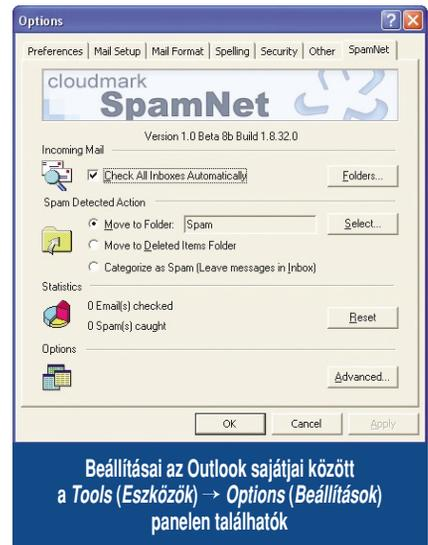 Options
Preferences Mail Setup Mail Format Spelling Security Other SpamNet
cloudmark
SpamNet
Version 1.0 Beta 8b Build 1.8.32.0
Incoming Mail
Check All Inboxes Automatically Folders...
Spam Detected Action
Move to Folder: Spam Select...
Move to Deleted Items Folder
Categorize as Spam (Leave messages in Inbox)
Statistics
0 Email(s) checked
0 Spam(s) caught
Reset
Options
Advanced...
OK Cancel Apply
Beállításai az Outlook sajátjai között
a Tools (Eszközök) → Options (Beállítások)
panelen találhatók